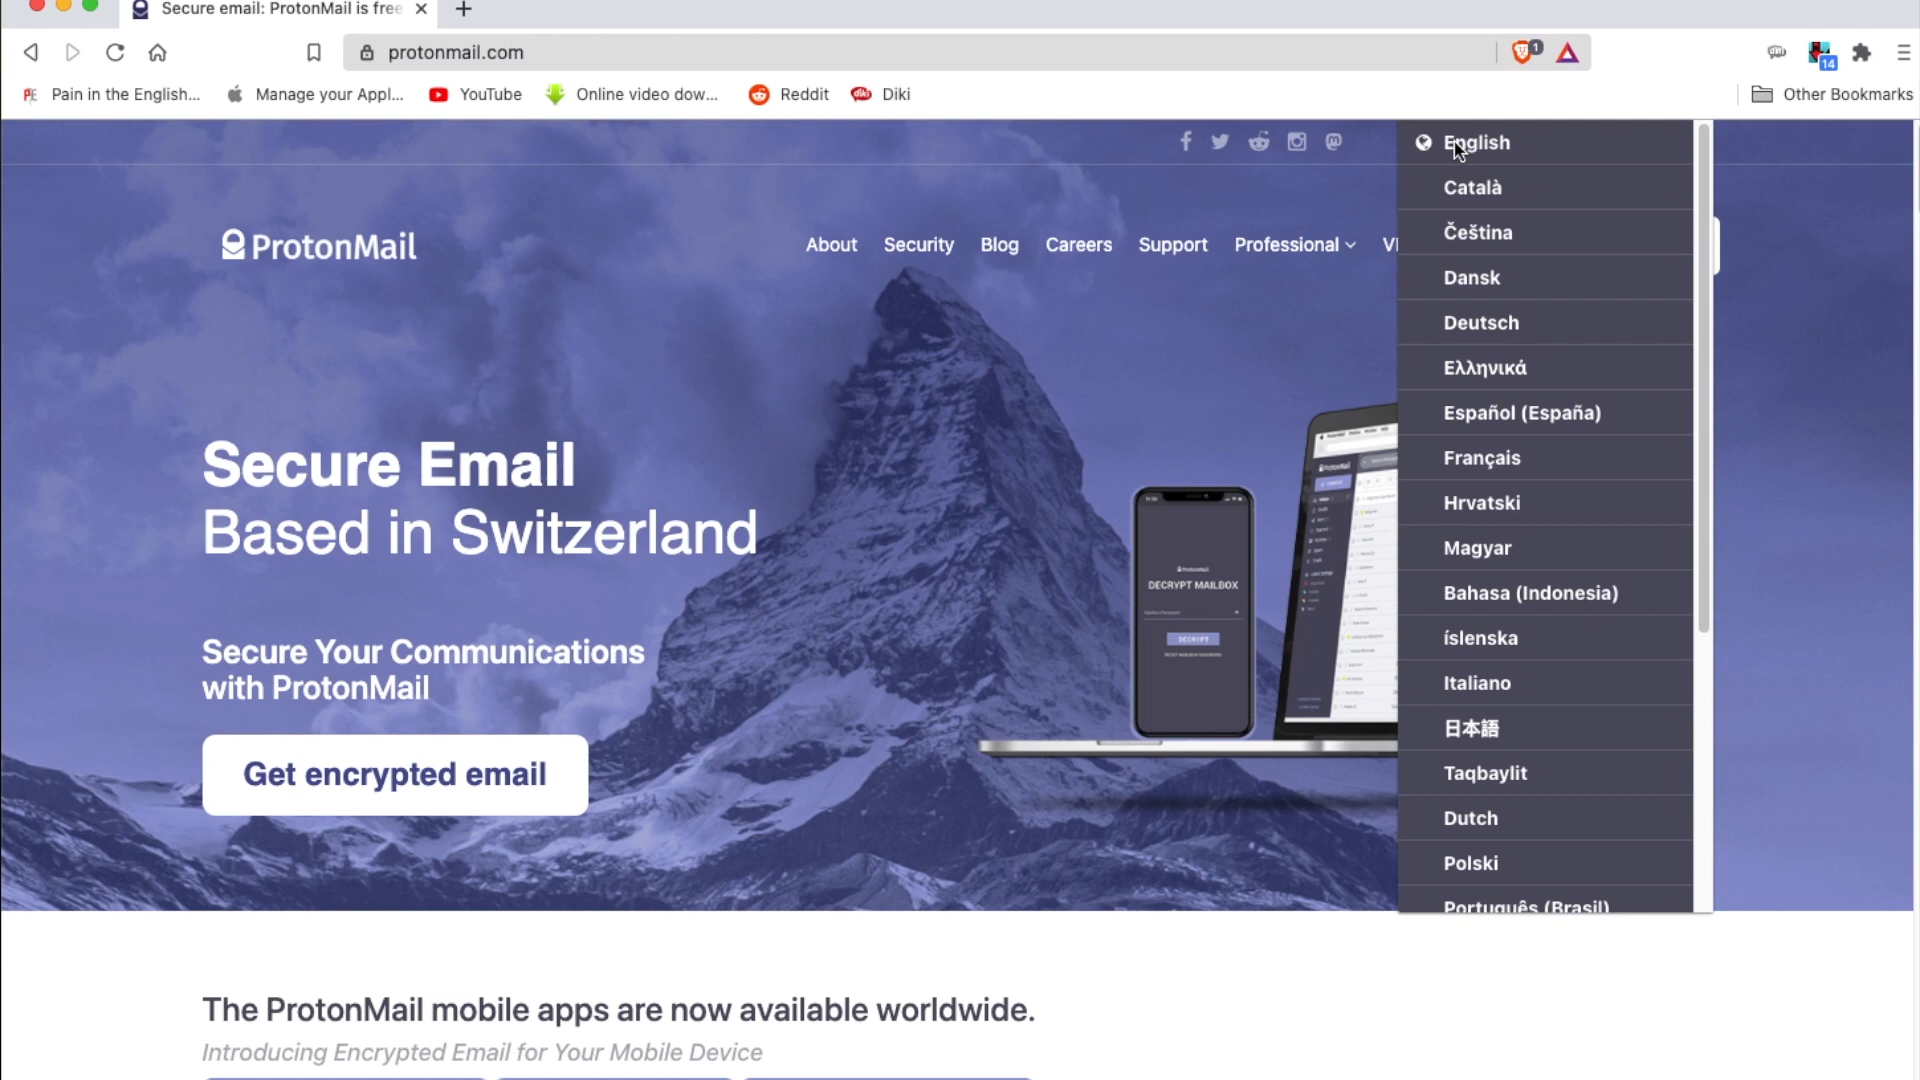 Secure email: ProtonMail is free
protonmail.com
1
14
Pain in the English...
Manage your Appl...
YouTube
Online video dow...
Reddit
Diki
Other Bookmarks
ProtonMail
About
Security
Blog
Careers
Support
Professional
English
Català
Čeština
Dansk
Deutsch
Ελληνικά
Español (España)
Français
Hrvatski
Magyar
Bahasa (Indonesia)
íslenska
Italiano
日本語
Taqbaylit
Dutch
Polski
Português (Brasil)
Secure Email
Based in Switzerland
Secure Your Communications
with ProtonMail
Get encrypted email
ProtonMail
DECRYPT MAILBOX
DECRYPT
The ProtonMail mobile apps are now available worldwide.
Introducing Encrypted Email for Your Mobile Device